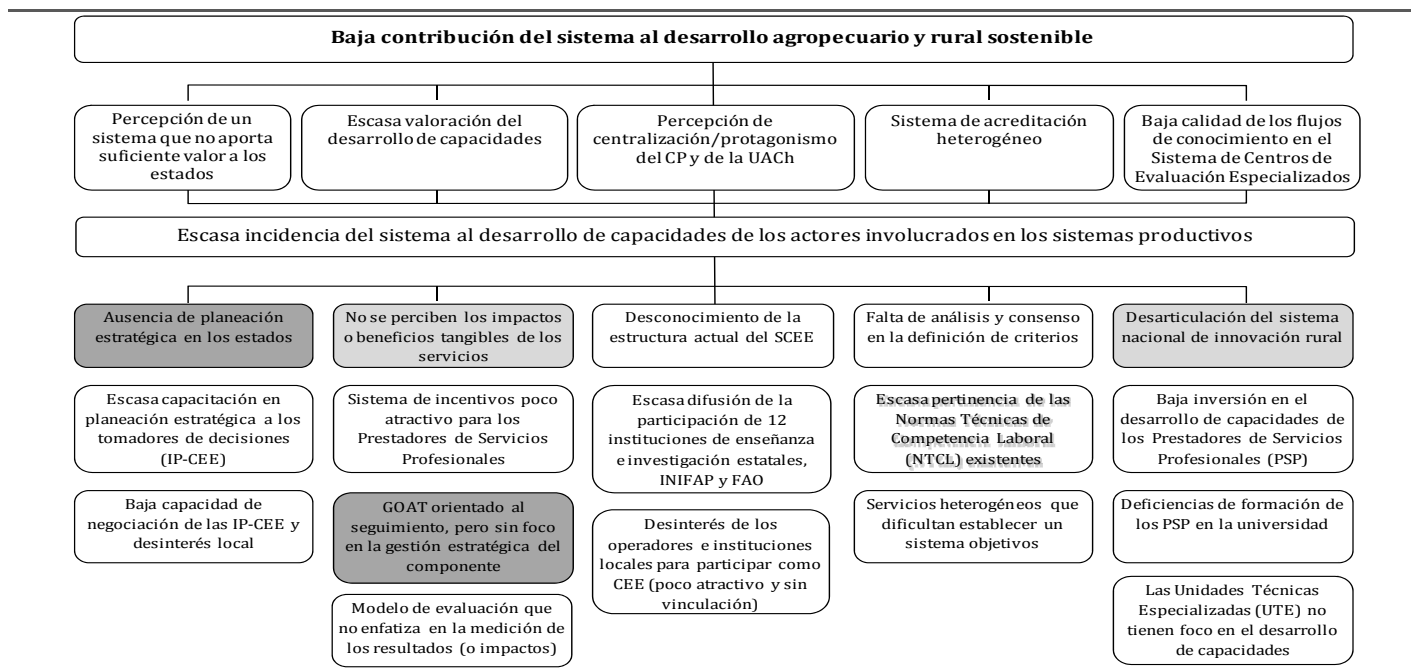 Baja contribución del sistema al desarrollo agropecuario y rural sostenible
Percepción de un
sistema que no aporta
suficiente valor a los
estados
Escasa valoración del
desarrollo de capacidades
Percepción de
centralización/protagonismo
del CP y de la UACh
Sistema de acreditación
heterogéneo
Baja calidad de los flujos
de conocimiento en el
Sistema de Centros de
Evaluación Especializados
Escasa incidencia del sistema al desarrollo de capacidades de los actores involucrados en los sistemas productivos
Ausencia de planeación
estratégica en los estados
No se perciben los impactos
o beneficios tangibles de los
servicios
Desconocimiento de la
estructura actual del SCEE
Falta de análisis y consenso
en la definición de criterios
Desarticulación del sistema
nacional de innovación rural
Escasa capacitación en
planeación estratégica a los
tomadores de decisiones
(IP-CEE)
Sistema de incentivos poco
atractivo para los
Prestadores de Servicios
Profesionales
Escasa difusión de la
participación de 12
instituciones de enseñanza
e investigación estatales,
INIFAP y FAO
Escasa pertinencia de las
Normas Técnicas de
Competencia Laboral
(NTCL) existentes
Baja inversión en el
desarrollo de capacidades de
los Prestadores de Servicios
Profesionales (PSP)
Baja capacidad de
negociación de las IP-CEE y
desinterés local
GOAT orientado al
seguimiento, pero sin foco
en la gestión estratégica del
componente
Desinterés de los
operadores e instituciones
locales para participar como
CEE (poco atractivo y sin
vinculación)
Servicios heterogéneos que
dificultan establecer un
sistema objetivos
Deficiencias de formación de
los PSP en la universidad
Modelo de evaluación que
no enfatiza en la medición de
los resultados (o impactos)
Las Unidades Técnicas
Especializadas (UTE) no
tienen foco en el desarrollo
de capacidades